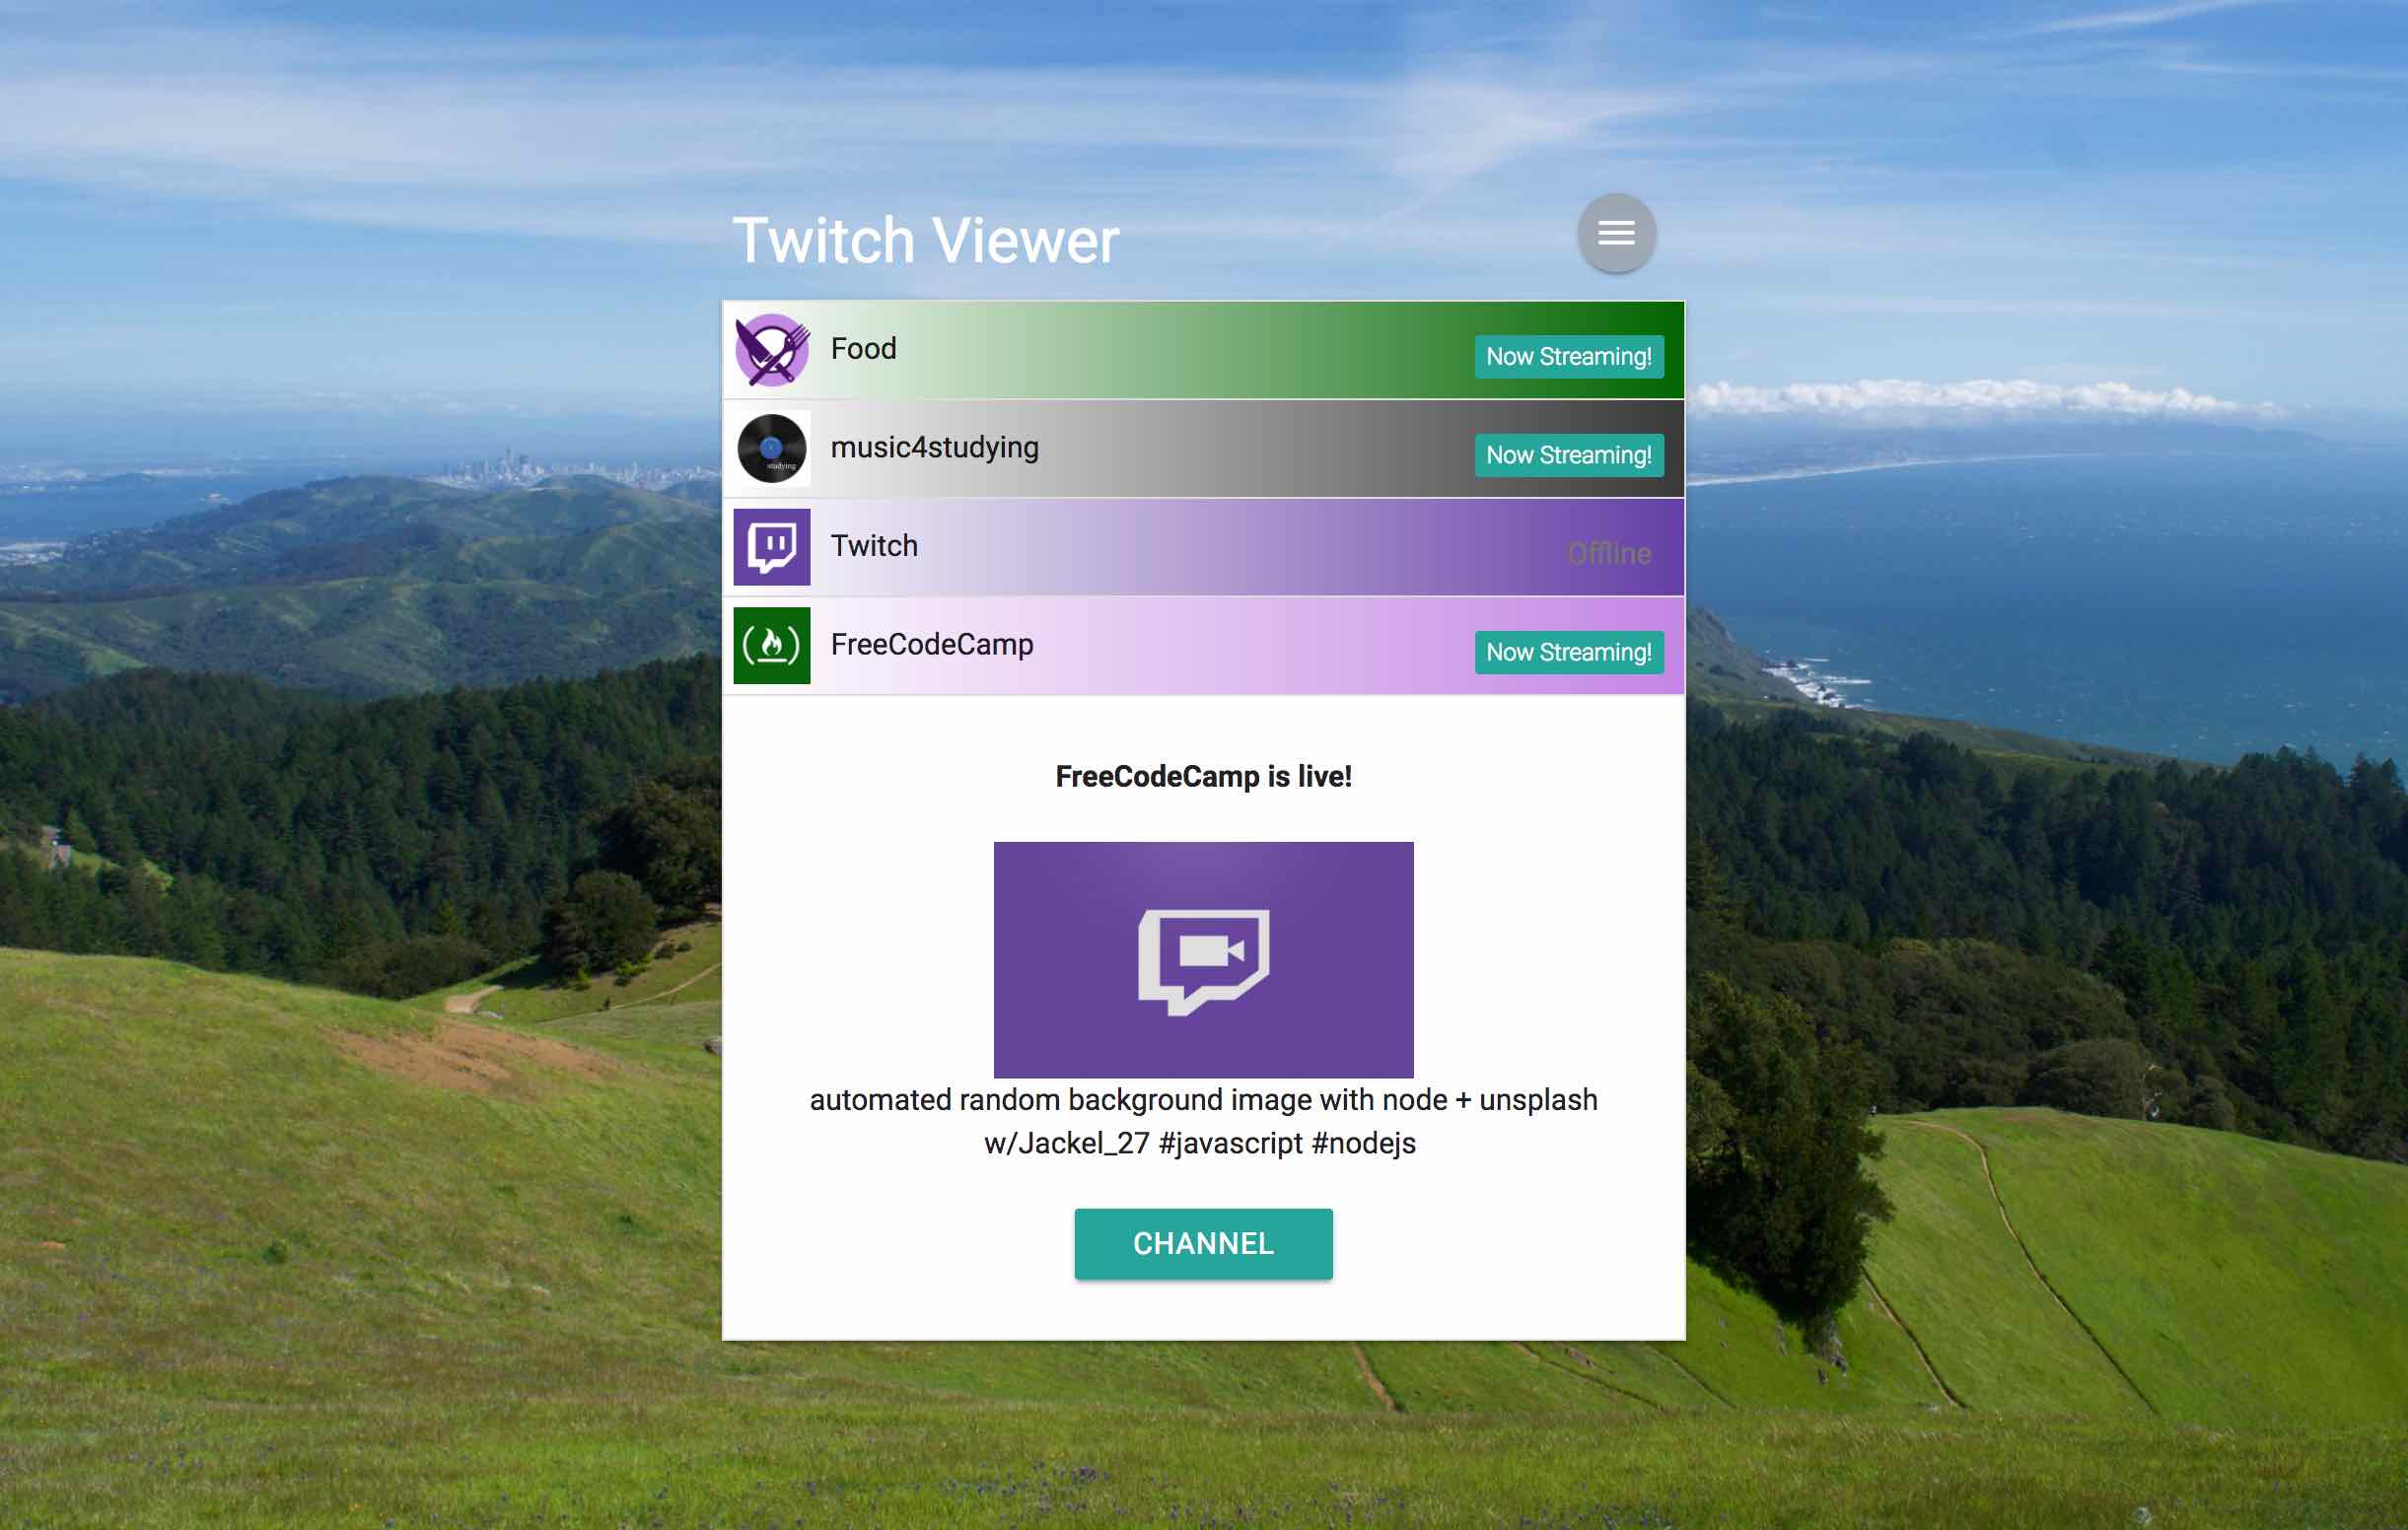 Twitch Viewer
Food
Now Streaming!
studying
music4studying
Now Streaming!
Twitch
Offline
FreeCodeCamp
Now Streaming!
FreeCodeCamp is live!
automated random background image with node + unsplash
w/Jackel_27 #javascript #nodejs
CHANNEL